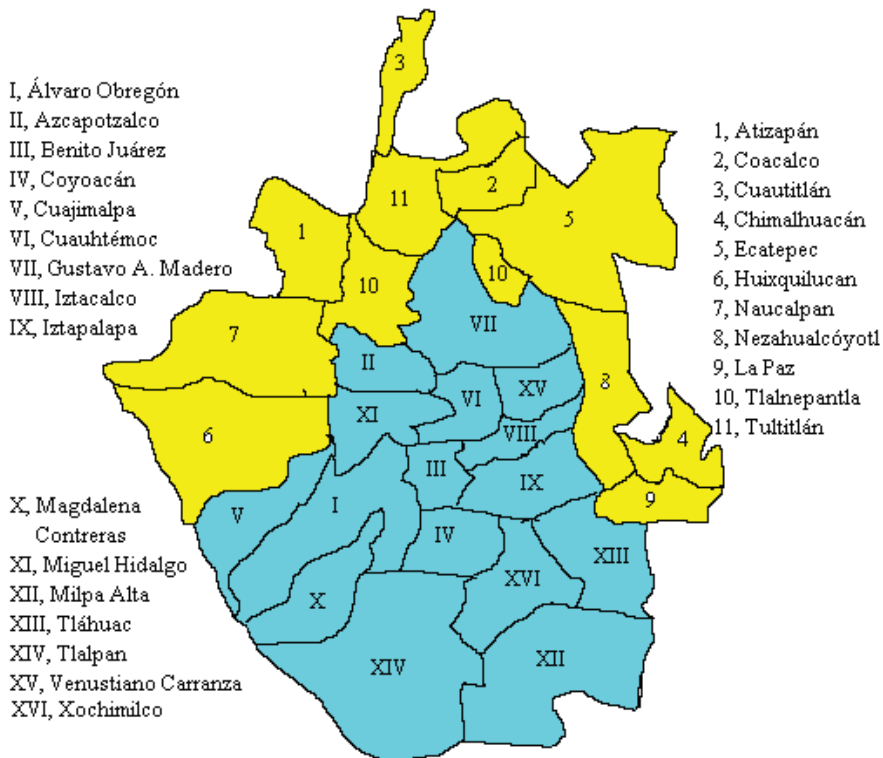 I, Álvaro Obregón
II, Azcapotzalco
III, Benito Juárez
IV, Coyoacán
V, Cuajimalpa
VI, Cuauhtémoc
VII, Gustavo A. Madero
VIII, Iztacalco
IX, Iztapalapa
X, Magdalena
Contreras
XI, Miguel Hidalgo
XII, Milpa Alta
XIII, Tláhuac
XIV, Tlalpan
XV, Venustiano Carranza
XVI, Xochimilco
3
11
2
1
5
10
10
7
VII
II
8
VI
XV
XI
6
VIII
4
III
IX
9
V
I
IV
XIII
XVI
X
XIV
XII
1, Atizapán
2, Coacalco
3, Cuautitlán
4, Chimalhuacán
5, Ecatepec
6, Huixquilucan
7, Naucalpan
8, Nezahualcóyotl
9, La Paz
10, Tlalnepantla
11, Tultitlán